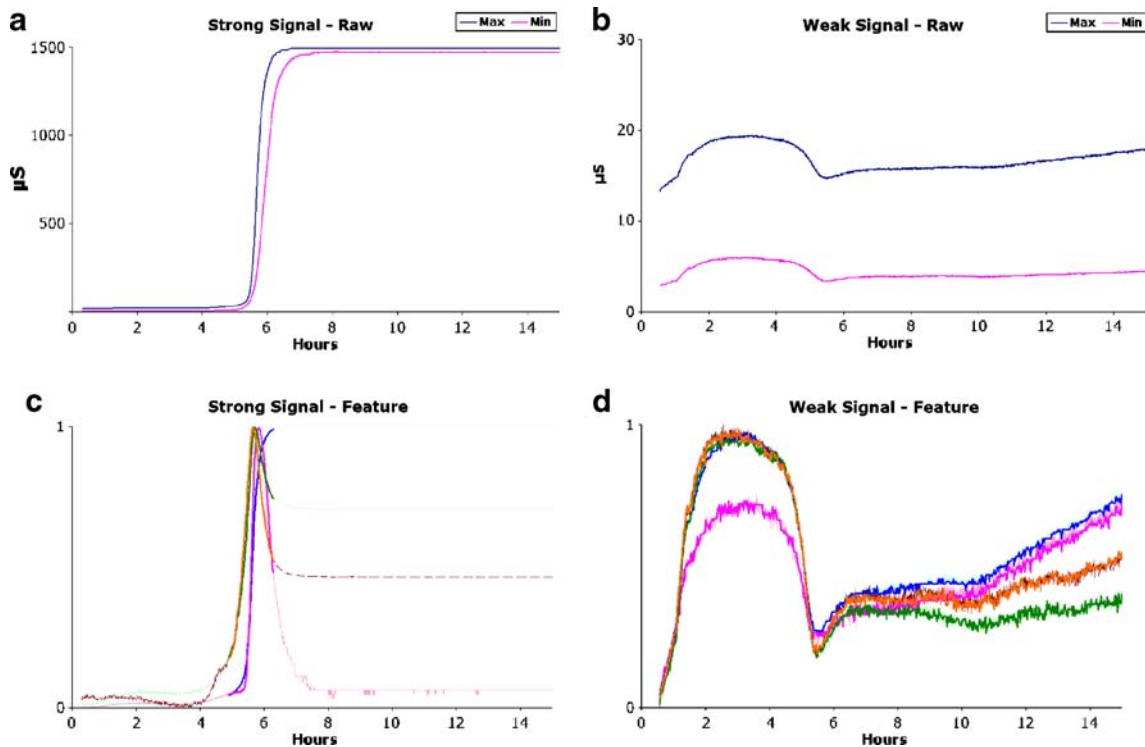 a
Strong Signal - Raw
Max Min
1500
1000
500
µS
0 2 4 6 8 10 12 14
Hours
b
Weak Signal - Raw
Max Min
30
20
10
0
µS
0 2 4 6 8 10 12 14
Hours
c
Strong Signal - Feature
1
0
0 2 4 6 8 10 12 14
Hours
d
Weak Signal - Feature
1
0
0 2 4 6 8 10 12 14
Hours